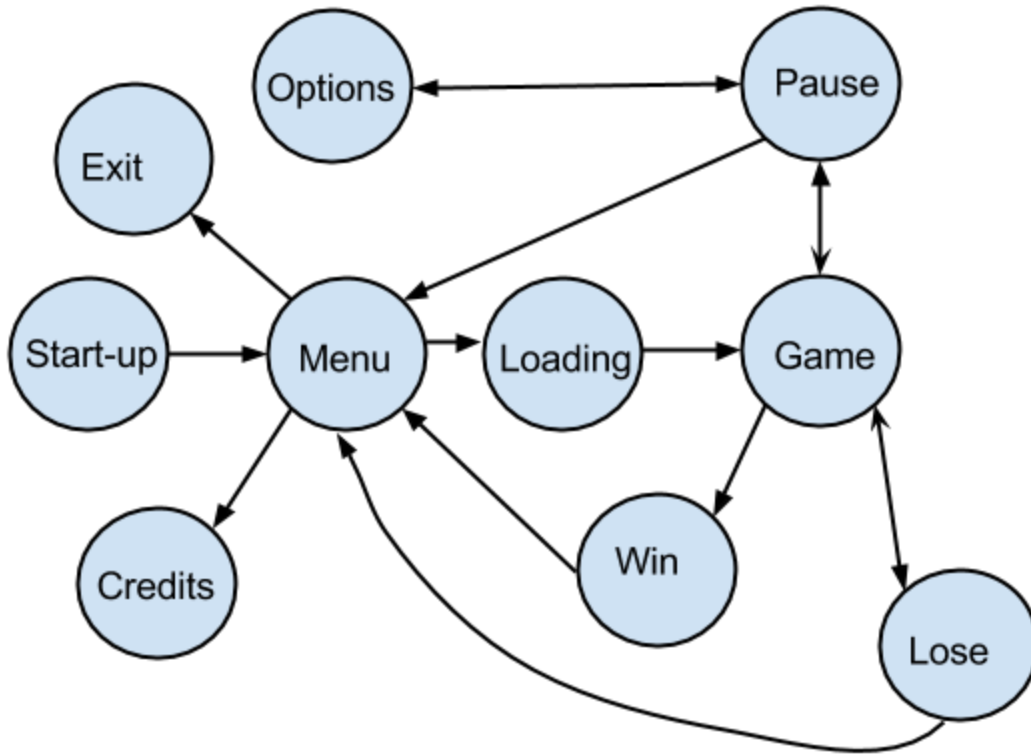 Options
Pause
Exit
Start-up
Menu
Loading
Game
Credits
Win
Lose